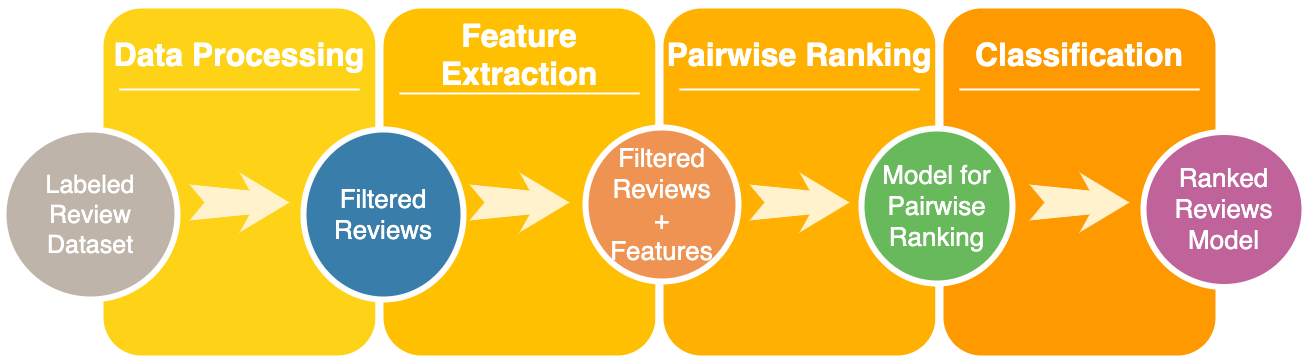 Data Processing
Feature
Extraction
Pairwise Ranking
Classification
Labeled
Review
Dataset
Filtered
Reviews
Filtered
Reviews
+
Features
Model for
Pairwise
Ranking
Ranked
Reviews
Model